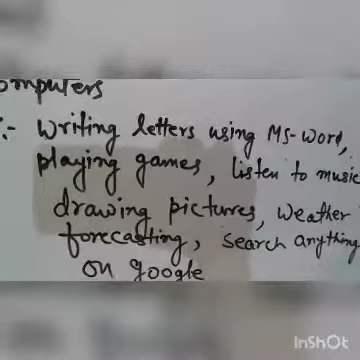 omputers
:- Writing letters using MS-Word,
playing games, listen to music
drawing pictures, weather
forecasting, search anything
on google
InShOt